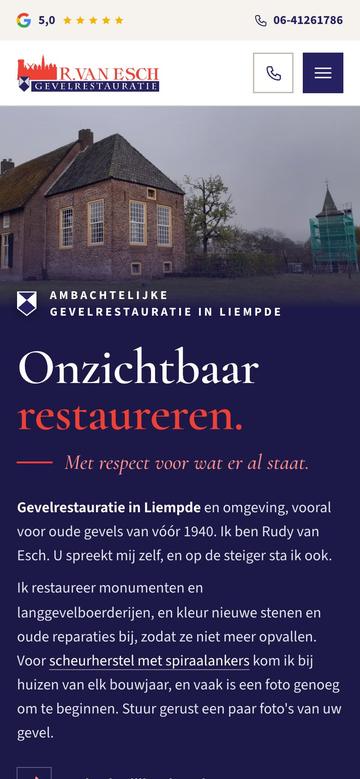 5,0
06-41261786
R. VAN ESCH
GEVELRESTAURATIE
AMBACHTELIJKE
GEVELRESTAURATIE IN LIEMPDE
Onzichtbaar
restaureren.
Met respect voor wat er al staat.
Gevelrestauratie in Liempde en omgeving, vooral
voor oude gevels van vóór 1940. Ik ben Rudy van
Esch. U spreekt mij zelf, en op de steiger sta ik ook.
Ik restaureer monumenten en
langgevelboerderijen, en kleur nieuwe stenen en
oude reparaties bij, zodat ze niet meer opvallen.
Voor scheurherstel met spiraalankers kom ik bij
huizen van elk bouwjaar, en vaak is een foto genoeg
om te beginnen. Stuur gerust een paar foto's van uw
gevel.